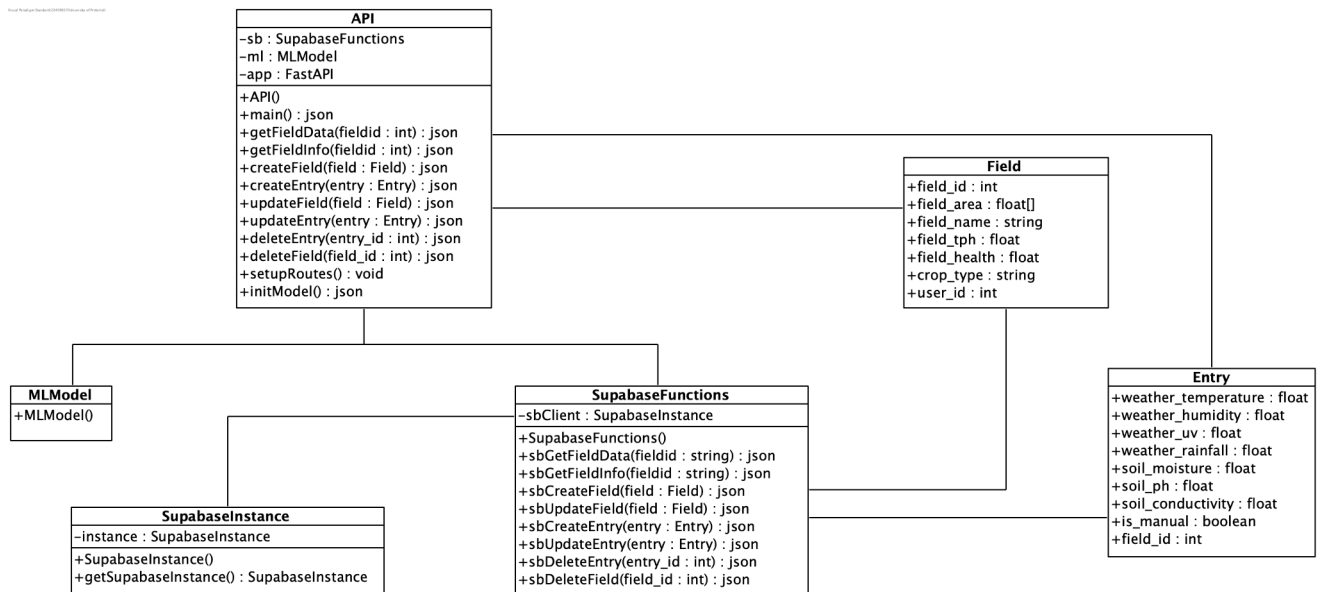 API
-sb : SupabaseFunctions
-ml : MLModel
-app : FastAPI
+API()
+main() : json
+getFieldData(fieldid : int) : json
+getFieldInfo(fieldid : int) : json
+createField(field : Field) : json
+createEntry(entry : Entry) : json
+updateField(field : Field) : json
+updateEntry(entry : Entry) : json
+deleteEntry(entry_id : int) : json
+deleteField(field_id : int) : json
+setupRoutes() : void
+initModel() : json
Field
+field_id : int
+field_area : float[]
+field_name : string
+field_tph : float
+field_health : float
+crop_type : string
+user_id : int
MLModel
+MLModel()
SupabaseFunctions
-sbClient : SupabaseInstance
+SupabaseFunctions()
+sbGetFieldData(fieldid : string) : json
+sbGetFieldInfo(fieldid : string) : json
+sbCreateField(field : Field) : json
+sbUpdateField(field : Field) : json
+sbCreateEntry(entry : Entry) : json
+sbUpdateEntry(entry : Entry) : json
+sbDeleteEntry(entry_id : int) : json
+sbDeleteField(field_id : int) : json
Entry
+weather_temperature : float
+weather_humidity : float
+weather_uv : float
+weather_rainfall : float
+soil_moisture : float
+soil_ph : float
+soil_conductivity : float
+is_manual : boolean
+field_id : int
SupabaseInstance
-instance : SupabaseInstance
+SupabaseInstance()
+getSupabaseInstance() : SupabaseInstance